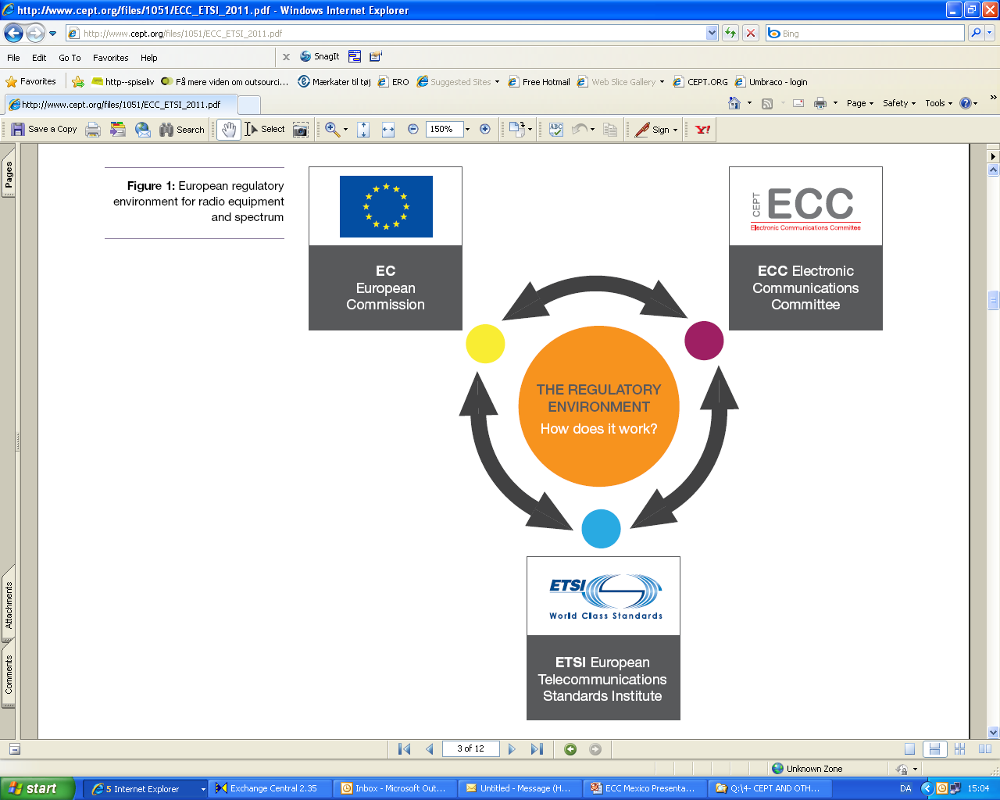 http://www.cept.org/files/1051/ECC_ETSI_2011.pdf - Windows Internet Explorer
http://www.cept.org/files/1051/ECC_ETSI_2011.pdf
Bing
File Edit Go To Favorites Help
x SnagIt
Favorites http--spiseliv Få mere viden om outsourci... Mærkater til tøj ERO Suggested Sites Free Hotmail Web Slice Gallery CEPT.ORG Umbraco - login
http://www.cept.org/files/1051/ECC_ETSI_2011.pdf
Page Safety Tools »
Save a Copy Search Select 150% Sign Y!
Pages
Attachments
Comments
Figure 1: European regulatory
environment for radio equipment
and spectrum
EC
European
Commission
CEPT ECC
Electronic Communications Committee
ECC Electronic
Communications
Committee
THE REGULATORY
ENVIRONMENT
How does it work?
ETSI
World Class Standards
ETSI European
Telecommunications
Standards Institute
3 of 12
Unknown Zone
start 5 Internet Explorer Exchange Central 2.35 Inbox - Microsoft Out... Untitled - Message (H... ECC Mexico Presenta... Q:\4- CEPT AND OTH... DA 15:04